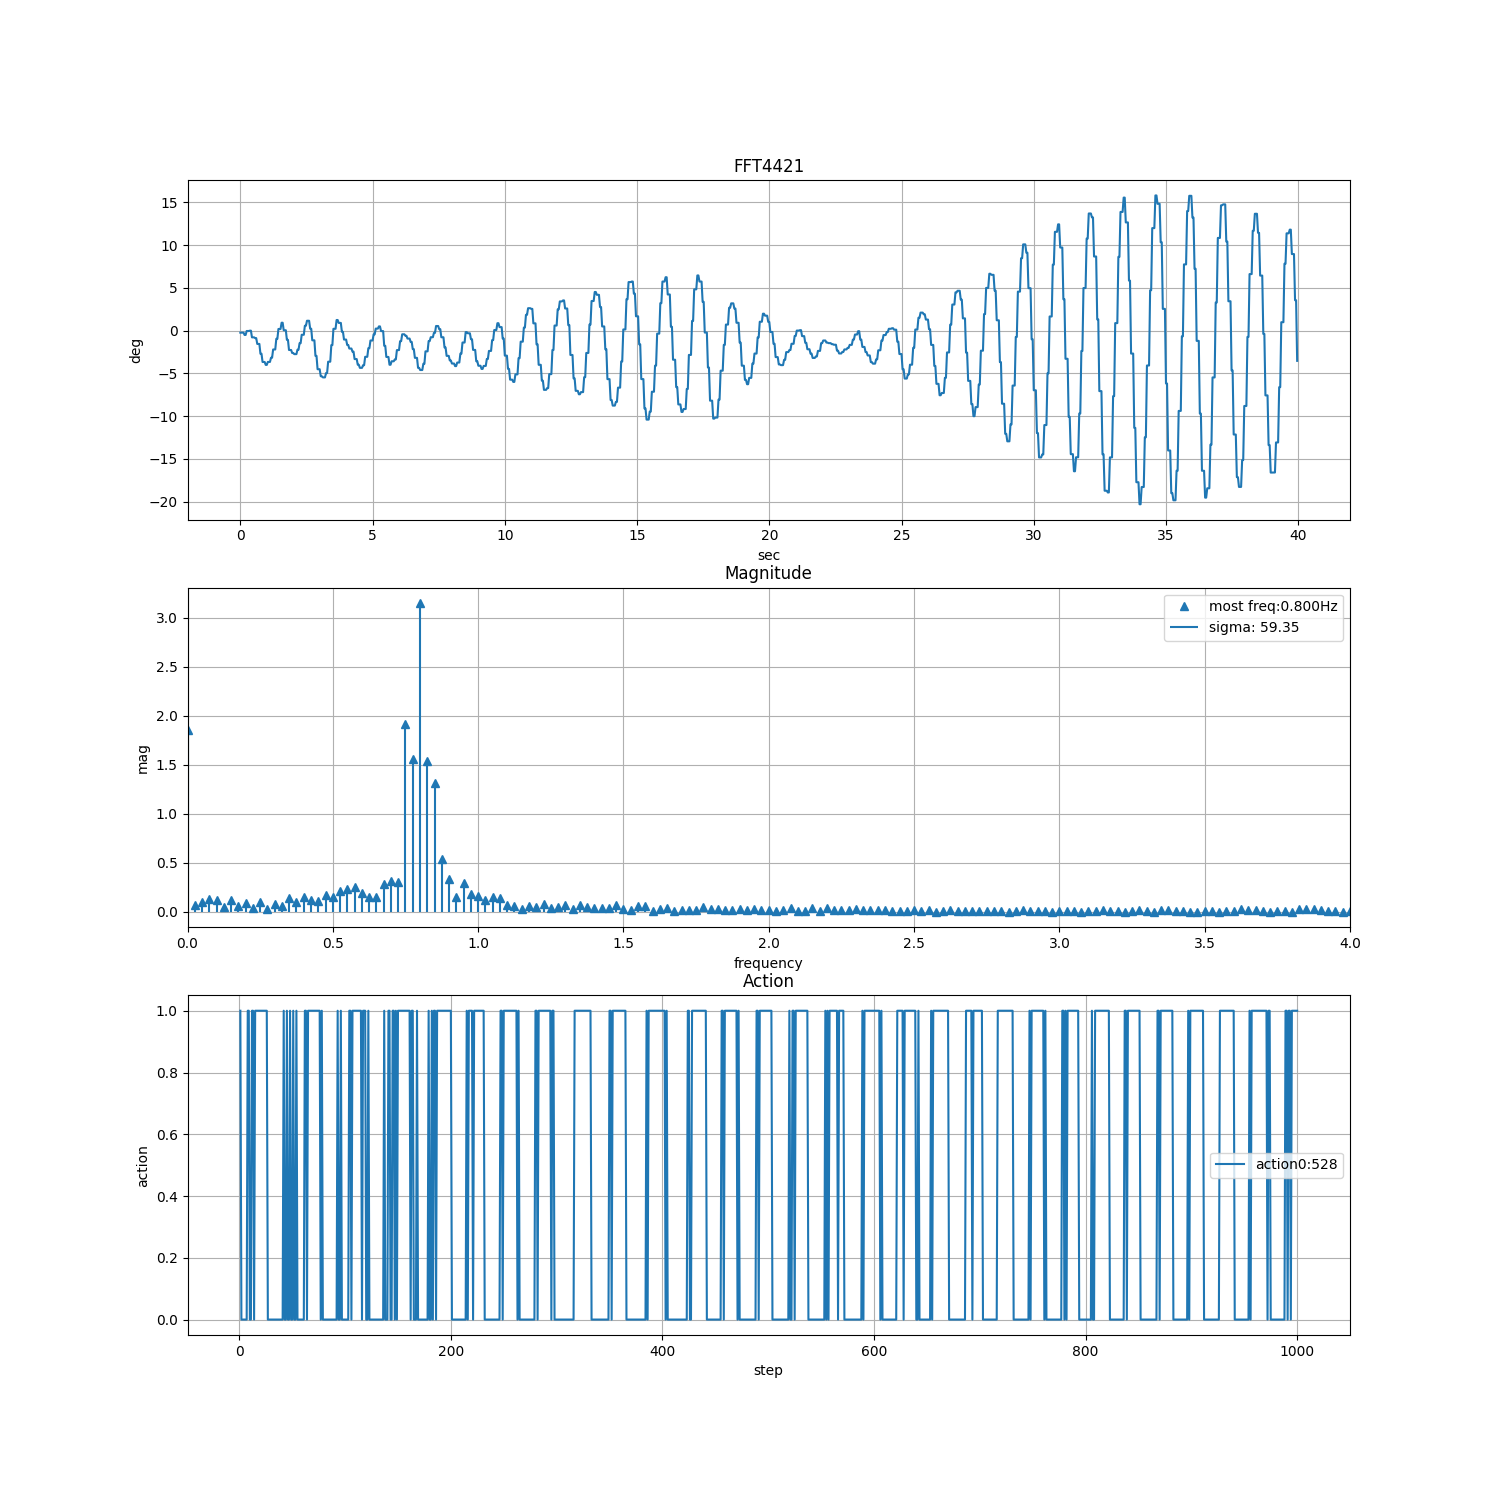 FFT4421
15
10
5
0
−5
−10
−15
−20
deg
0 5 10 15 20 25 30 35 40
sec
Magnitude
most freq:0.800Hz
sigma: 59.35
3.0
2.5
2.0
1.5
1.0
0.5
0.0
mag
0.0 0.5 1.0 1.5 2.0 2.5 3.0 3.5 4.0
frequency
Action
1.0
0.8
0.6
0.4
0.2
0.0
action
action0:528
0 200 400 600 800 1000
step